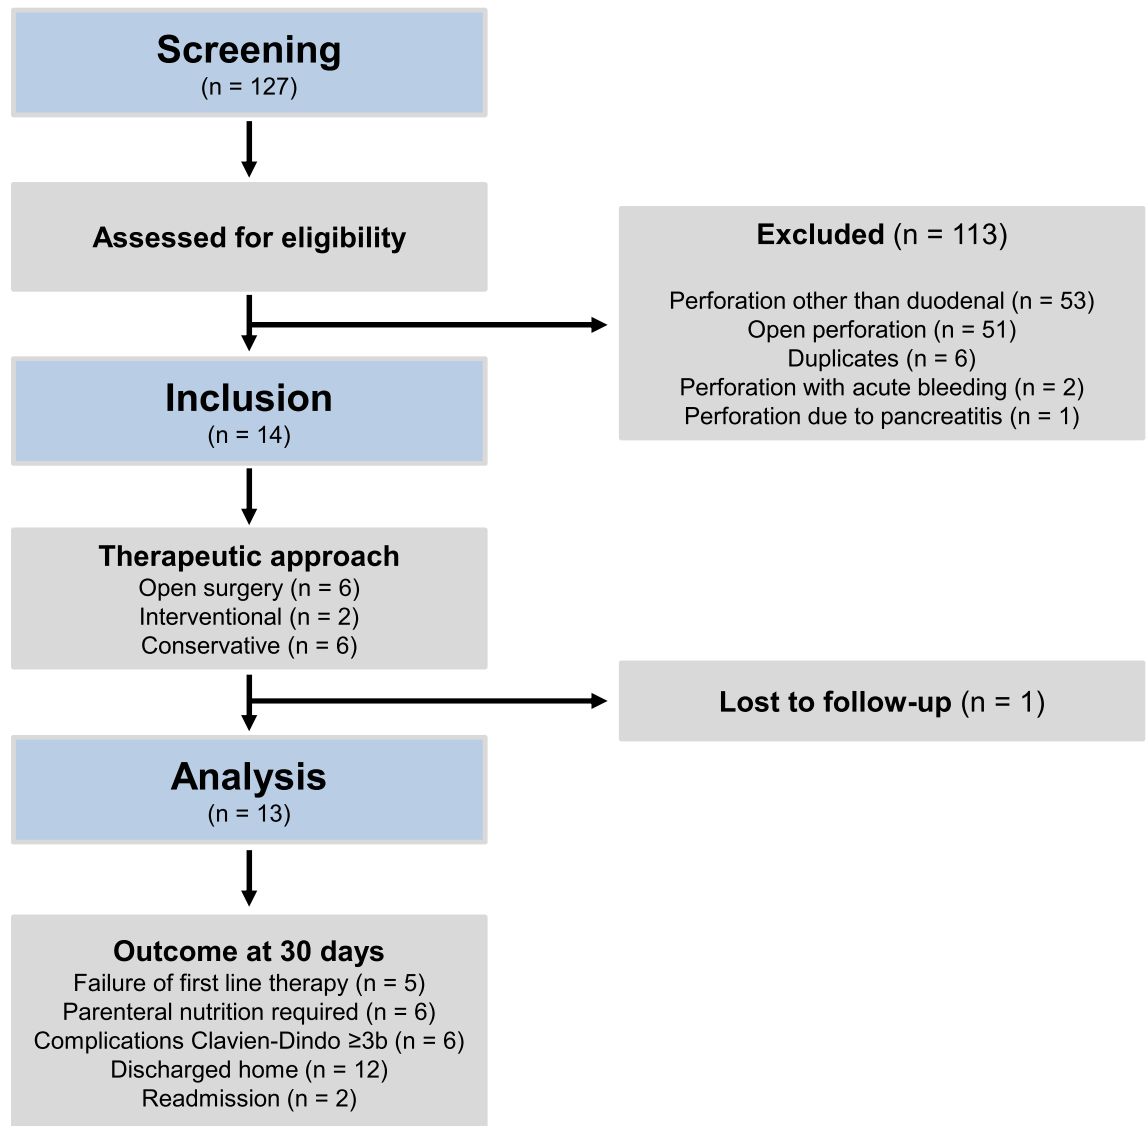 Screening
(n = 127)
Assessed for eligibility
Excluded (n = 113)
Perforation other than duodenal (n = 53)
Open perforation (n = 51)
Duplicates (n = 6)
Perforation with acute bleeding (n = 2)
Perforation due to pancreatitis (n = 1)
Inclusion
(n = 14)
Therapeutic approach
Open surgery (n = 6)
Interventional (n = 2)
Conservative (n = 6)
Lost to follow-up (n = 1)
Analysis
(n = 13)
Outcome at 30 days
Failure of first line therapy (n = 5)
Parenteral nutrition required (n = 6)
Complications Clavien-Dindo ≥3b (n = 6)
Discharged home (n = 12)
Readmission (n = 2)